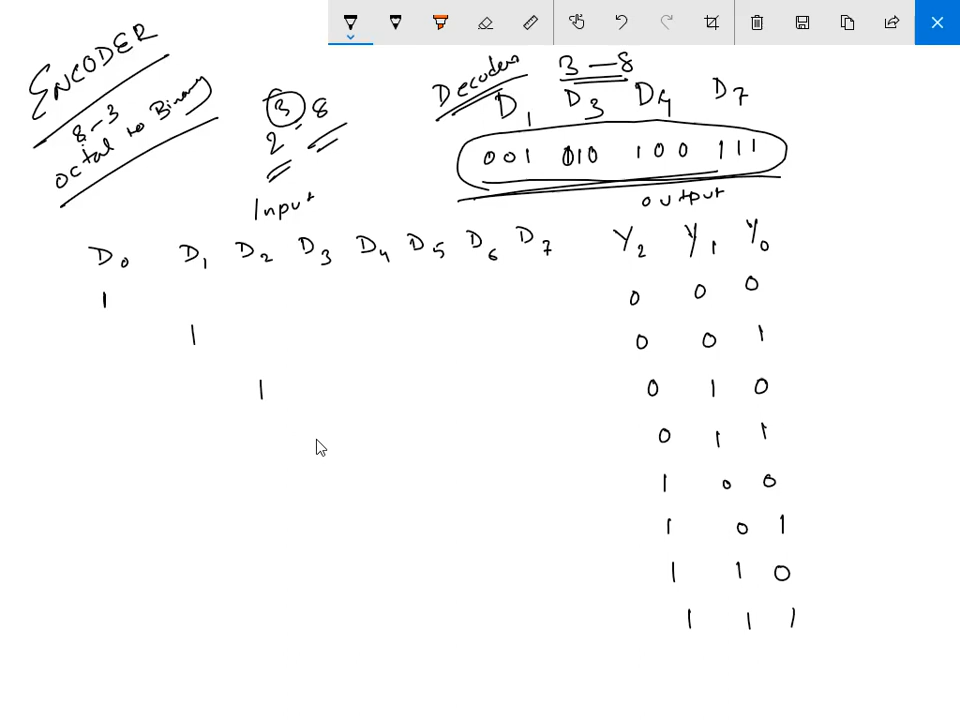 ENCODER
8-3
Octal to Binary
3
2 - 8
Decoders 3-8
D1 D3 D4 D7
001 010 100 111
Input
output
D0 D1 D2 D3 D4 D5 D6 D7 Y2 Y1 Y0
1 0 0 0
1 0 0 1
1 0 1 0
0 1 1
1 0 0
1 0 1
1 1 0
1 1 1